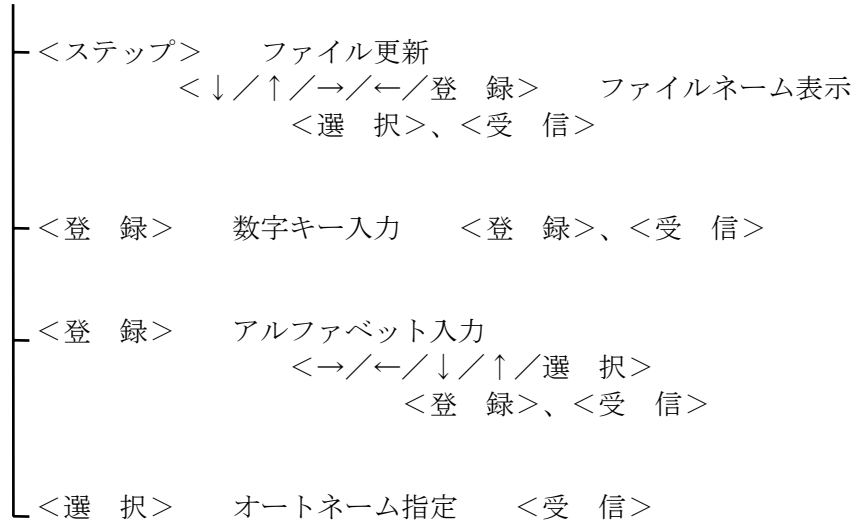 ＜ステップ＞　　ファイル更新
＜↓／↑／→／←／登　録＞　　ファイルネーム表示
＜選　択＞、＜受　信＞
＜登　録＞　　数字キー入力　　＜登　録＞、＜受　信＞
＜登　録＞　　アルファベット入力
＜→／←／↓／↑／選　択＞
＜登　録＞、＜受　信＞
＜選　択＞　　オートネーム指定　　＜受　信＞